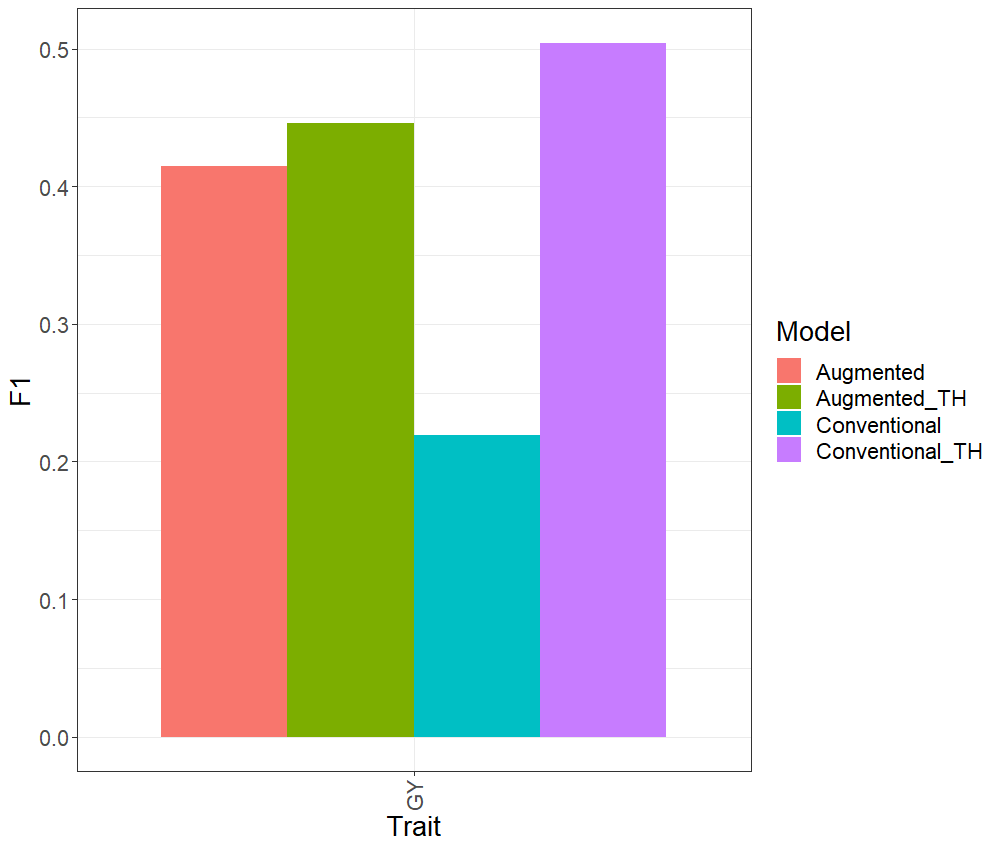 0.5
0.4
0.3
0.2
0.1
0.0
F1
GY
Trait
Model
Augmented
Augmented_TH
Conventional
Conventional_TH